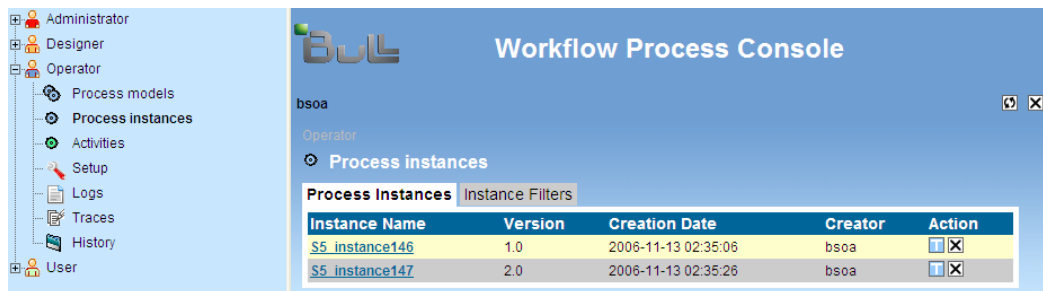 Administrator
Designer
Operator
Process models
Process instances
Activities
Setup
Logs
Traces
History
User
Bull
Workflow Process Console
bsoa
Operator
Process instances
Process Instances Instance Filters
Instance Name Version Creation Date Creator Action
S5_instance146 1.0 2006-11-13 02:35:06 bsoa T
S5_instance147 2.0 2006-11-13 02:35:26 bsoa T